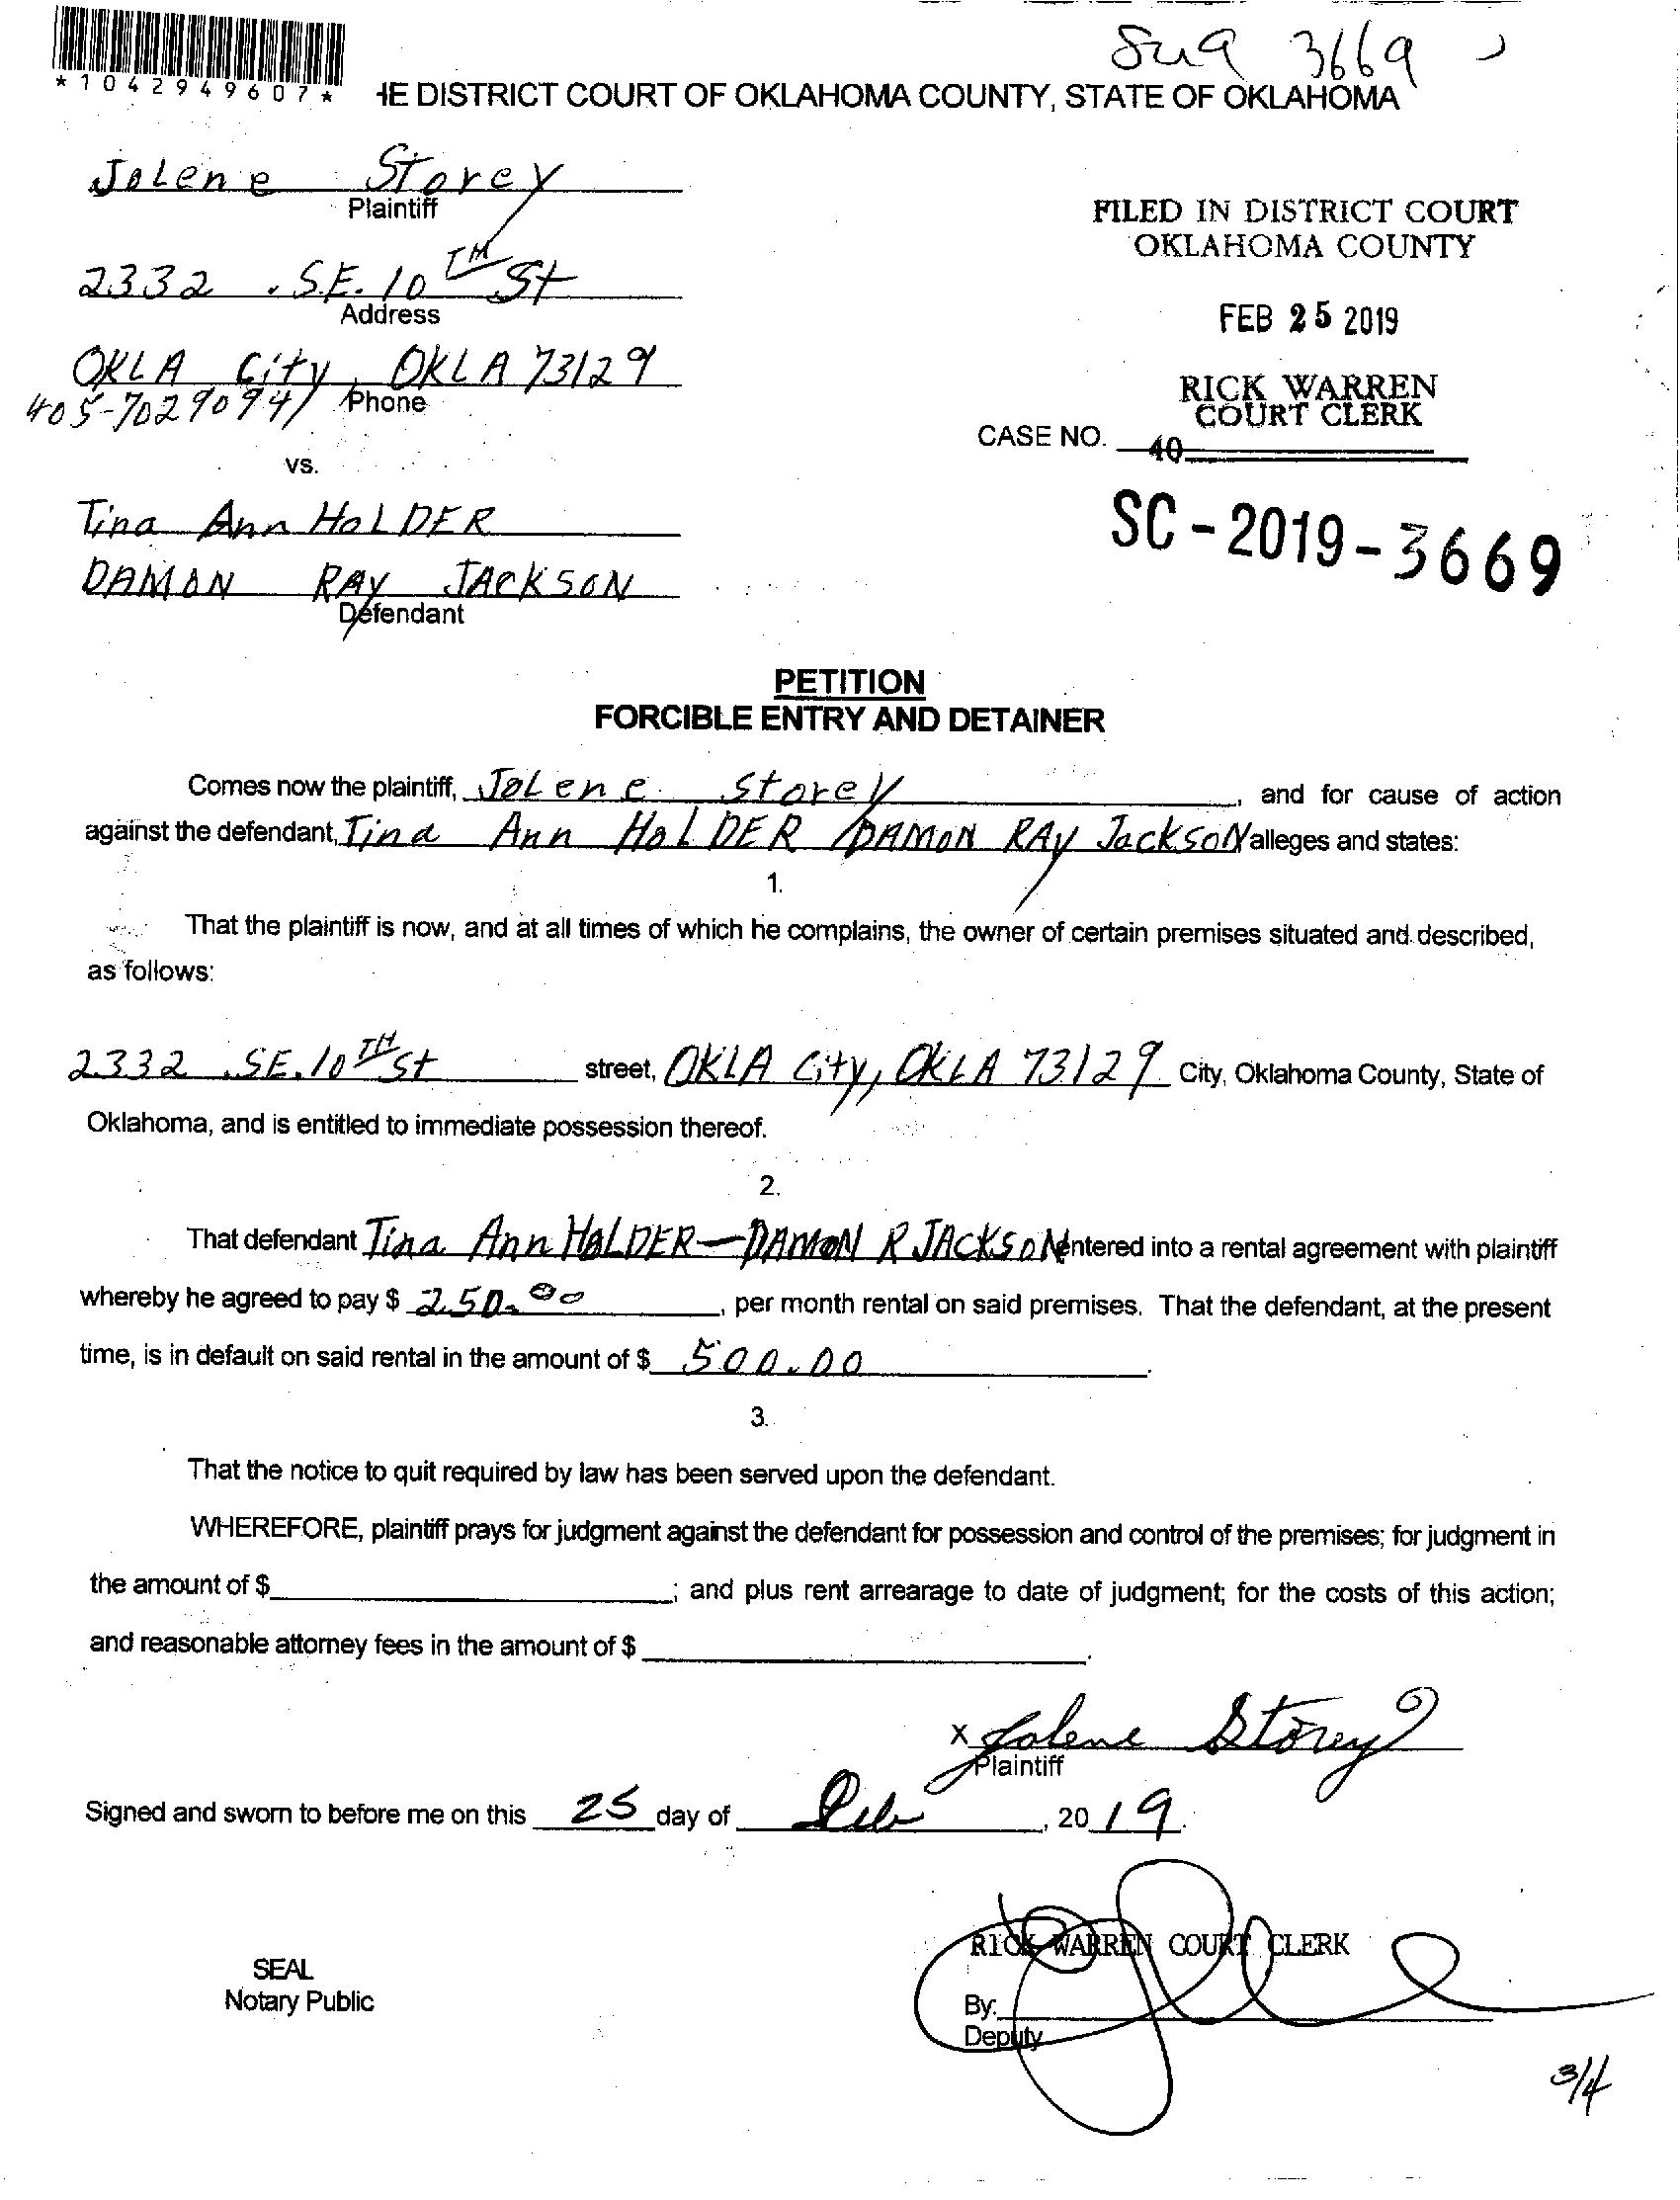 3669
*1042949607*
HE DISTRICT COURT OF OKLAHOMA COUNTY, STATE OF OKLAHOMA
JoLene Storey
Plaintiff
2332 . S.E. 10TH St
Address
OKLA City, OKLA 73129
405-7029094 Phone
vs.
Tina Ann HoLDER
DAMON RAY JACKSON
Defendant
FILED IN DISTRICT COURT
OKLAHOMA COUNTY
FEB 25 2019
RICK WARREN
COURT CLERK
CASE NO. 40
SC-2019-3669
PETITION
FORCIBLE ENTRY AND DETAINER
Comes now the plaintiff, JoLene Storey, and for cause of action
against the defendant, Tina Ann HoLDER DAMON RAY JacksoN alleges and states:
1.
That the plaintiff is now, and at all times of which he complains, the owner of certain premises situated and described,
as follows:
2332 . SE. 10TH St street, OKLA City, OKLA 73129 City, Oklahoma County, State of
Oklahoma, and is entitled to immediate possession thereof.
2.
That defendant Tina Ann HoLDER-DAMON R JACKSON entered into a rental agreement with plaintiff
whereby he agreed to pay $ 250.00, per month rental on said premises. That the defendant, at the present
time, is in default on said rental in the amount of $ 500.00.
3.
That the notice to quit required by law has been served upon the defendant.
WHEREFORE, plaintiff prays for judgment against the defendant for possession and control of the premises; for judgment in
the amount of $ ; and plus rent arrearage to date of judgment; for the costs of this action;
and reasonable attorney fees in the amount of $ .
x Jolene Storey
Plaintiff
Signed and sworn to before me on this 25 day of Feb, 2019.
RICK WARREN COURT CLERK
SEAL
Notary Public
By:
Deputy
3/4